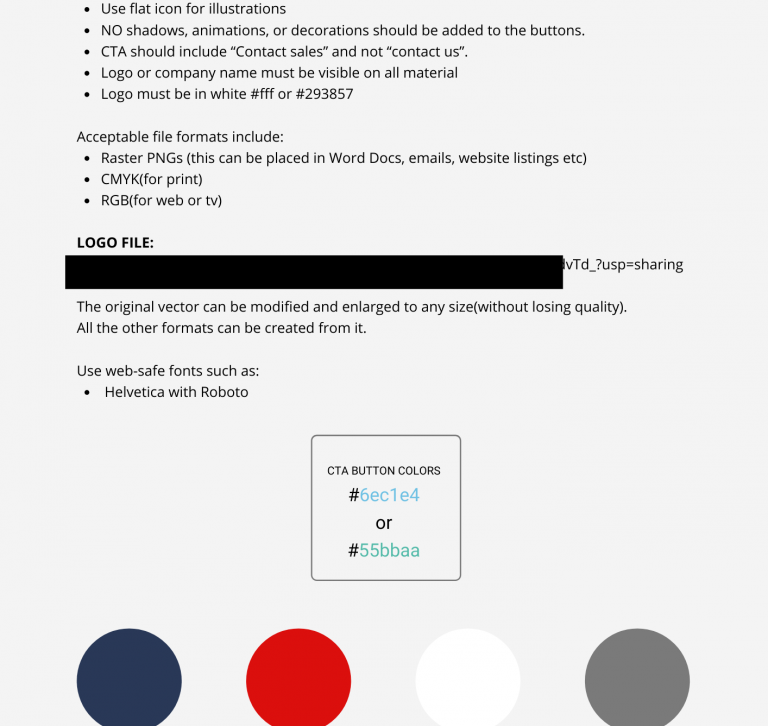 • Use flat icon for illustrations
• NO shadows, animations, or decorations should be added to the buttons.
• CTA should include “Contact sales” and not “contact us”.
• Logo or company name must be visible on all material
• Logo must be in white #fff or #293857
Acceptable file formats include:
• Raster PNGs (this can be placed in Word Docs, emails, website listings etc)
• CMYK(for print)
• RGB(for web or tv)
LOGO FILE:
vTd_?usp=sharing
The original vector can be modified and enlarged to any size(without losing quality).
All the other formats can be created from it.
Use web-safe fonts such as:
• Helvetica with Roboto
CTA BUTTON COLORS
#6ec1e4
or
#55bbaa